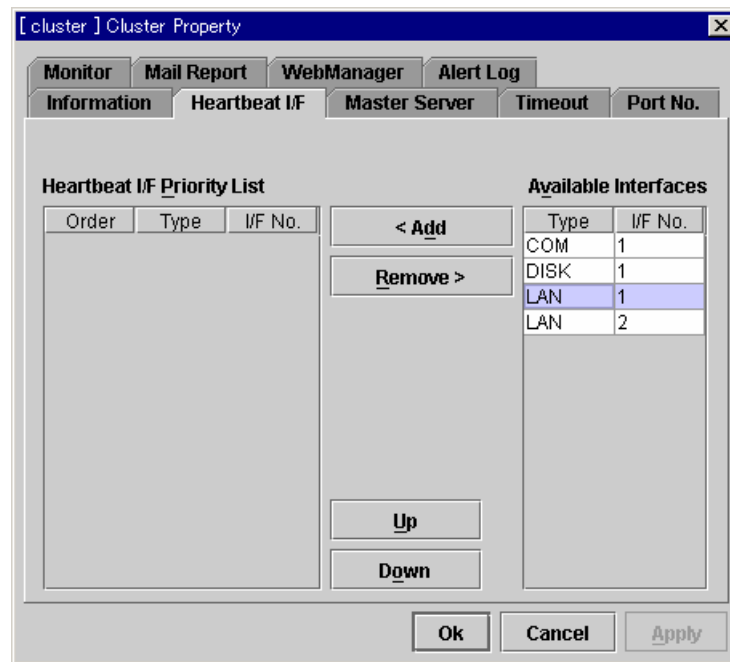 [ cluster ] Cluster Property
Monitor Mail Report WebManager Alert Log
Information Heartbeat I/F Master Server Timeout Port No.
Heartbeat I/F Priority List Available Interfaces
Order Type I/F No. < Add Type I/F No.
COM 1
Remove > DISK 1
LAN 1
LAN 2
Up
Down
Ok Cancel Apply